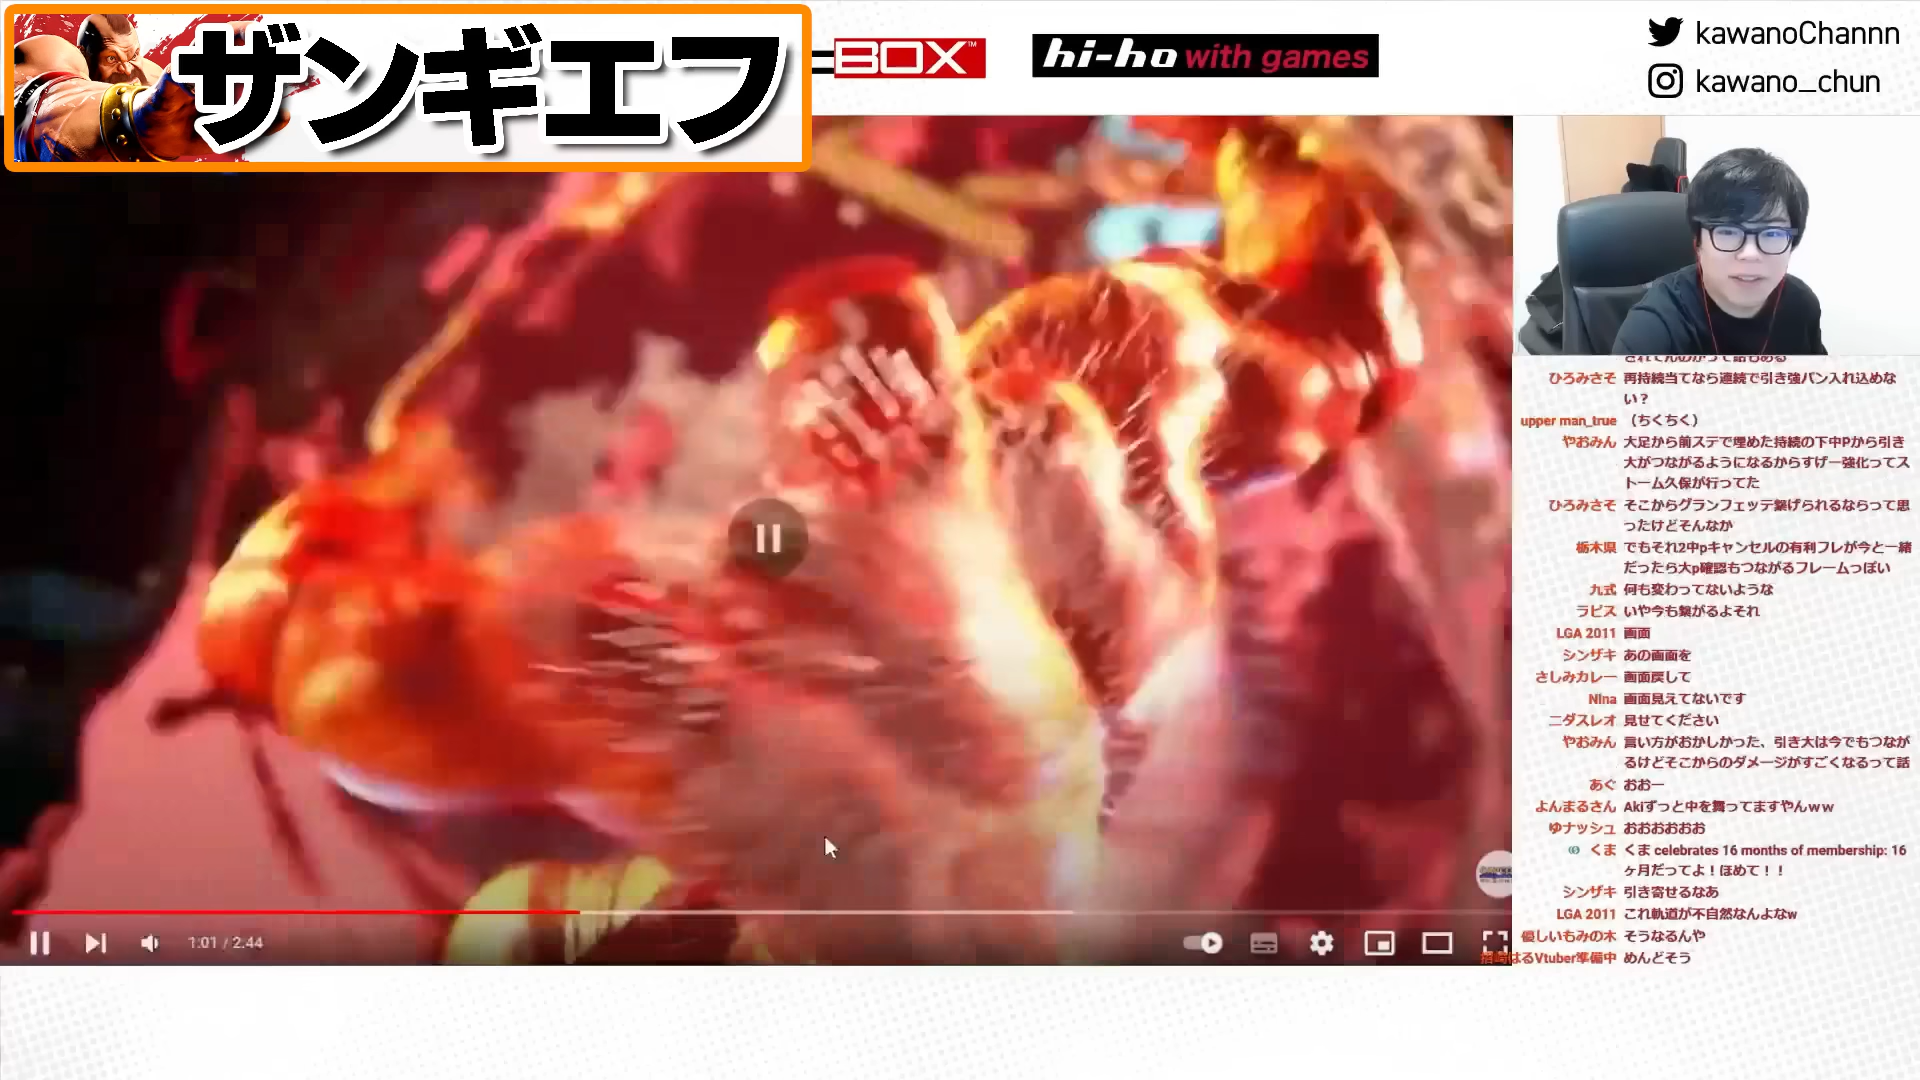 ザンギエフ
BOX™
hi-ho with games
kawanoChannn
kawano_chun
ひろみさそ 再持続当てなら連続で引き強パン入れ込めな
い？
upper man_true （ちくちく）
やおみん 大足から前ステで埋めた持続の下中Pから引き
大がつながるようになるからすげー強化ってス
トーム久保が行ってた
ひろみさそ そこからグランフェッテ繋げられるならって思
ったけどそんなか
栃木県 でもそれ2中pキャンセルの有利フレが今と一緒
だったら大p確認もつながるフレームっぽい
九式 何も変わってないような
ラピス いや今も繋がるよそれ
LGA 2011 画面
シンザキ あの画面を
さしみカレー 画面戻して
Nina 画面見えてないです
ニダスレオ 見せてください
やおみん 言い方がおかしかった、引き大は今でもつなが
るけどそこからのダメージがすごくなるって話
あぐ おおー
よんまるさん Akiずっと中を舞ってますやんｗｗ
ゆナッシュ おおおおおお
くま くま celebrates 16 months of membership: 16
ヶ月だってよ！ほめて！！
シンザキ 引き寄せるなあ
LGA 2011 これ軌道が不自然なんよなw
優しいもみの木 そうなるんや
はるVtuber準備中 めんどそう
1:01 / 2:44